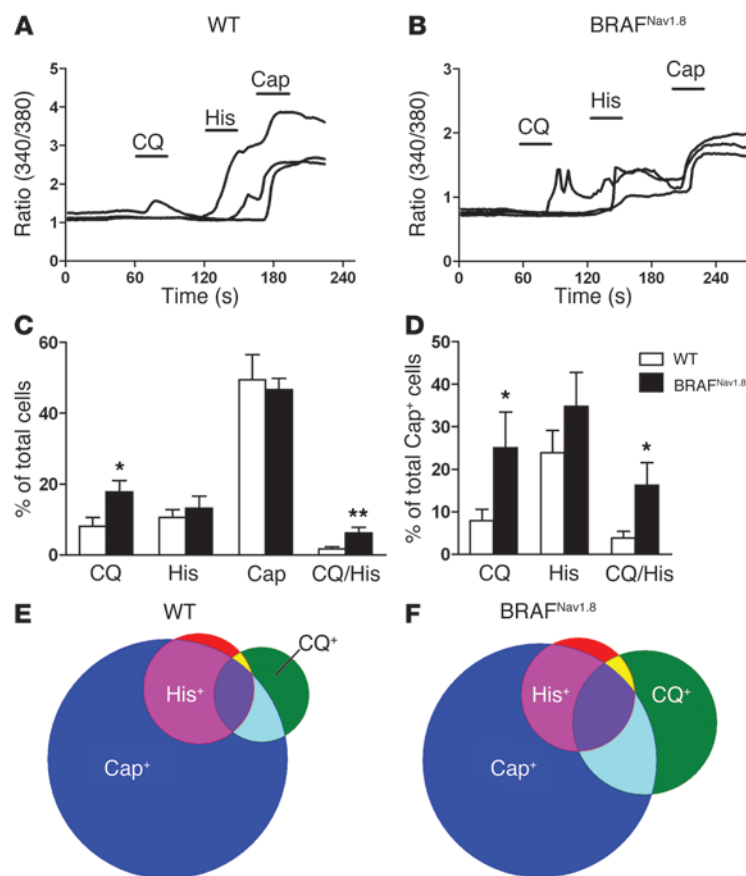 A WT
Ratio (340/380)
5
4
3
2
1
0
CQ
His
Cap
0 60 120 180 240
Time (s)
B BRAF^Nav1.8
Ratio (340/380)
3
2
1
0
CQ
His
Cap
0 60 120 180 240
Time (s)
C
% of total cells
60
40
20
0
*
**
CQ His Cap CQ/His
D
% of total Cap⁺ cells
50
40
30
20
10
0
*
*
WT
BRAF^Nav1.8
CQ His CQ/His
E WT
CQ⁺
His⁺
Cap⁺
F BRAF^Nav1.8
His⁺
CQ⁺
Cap⁺